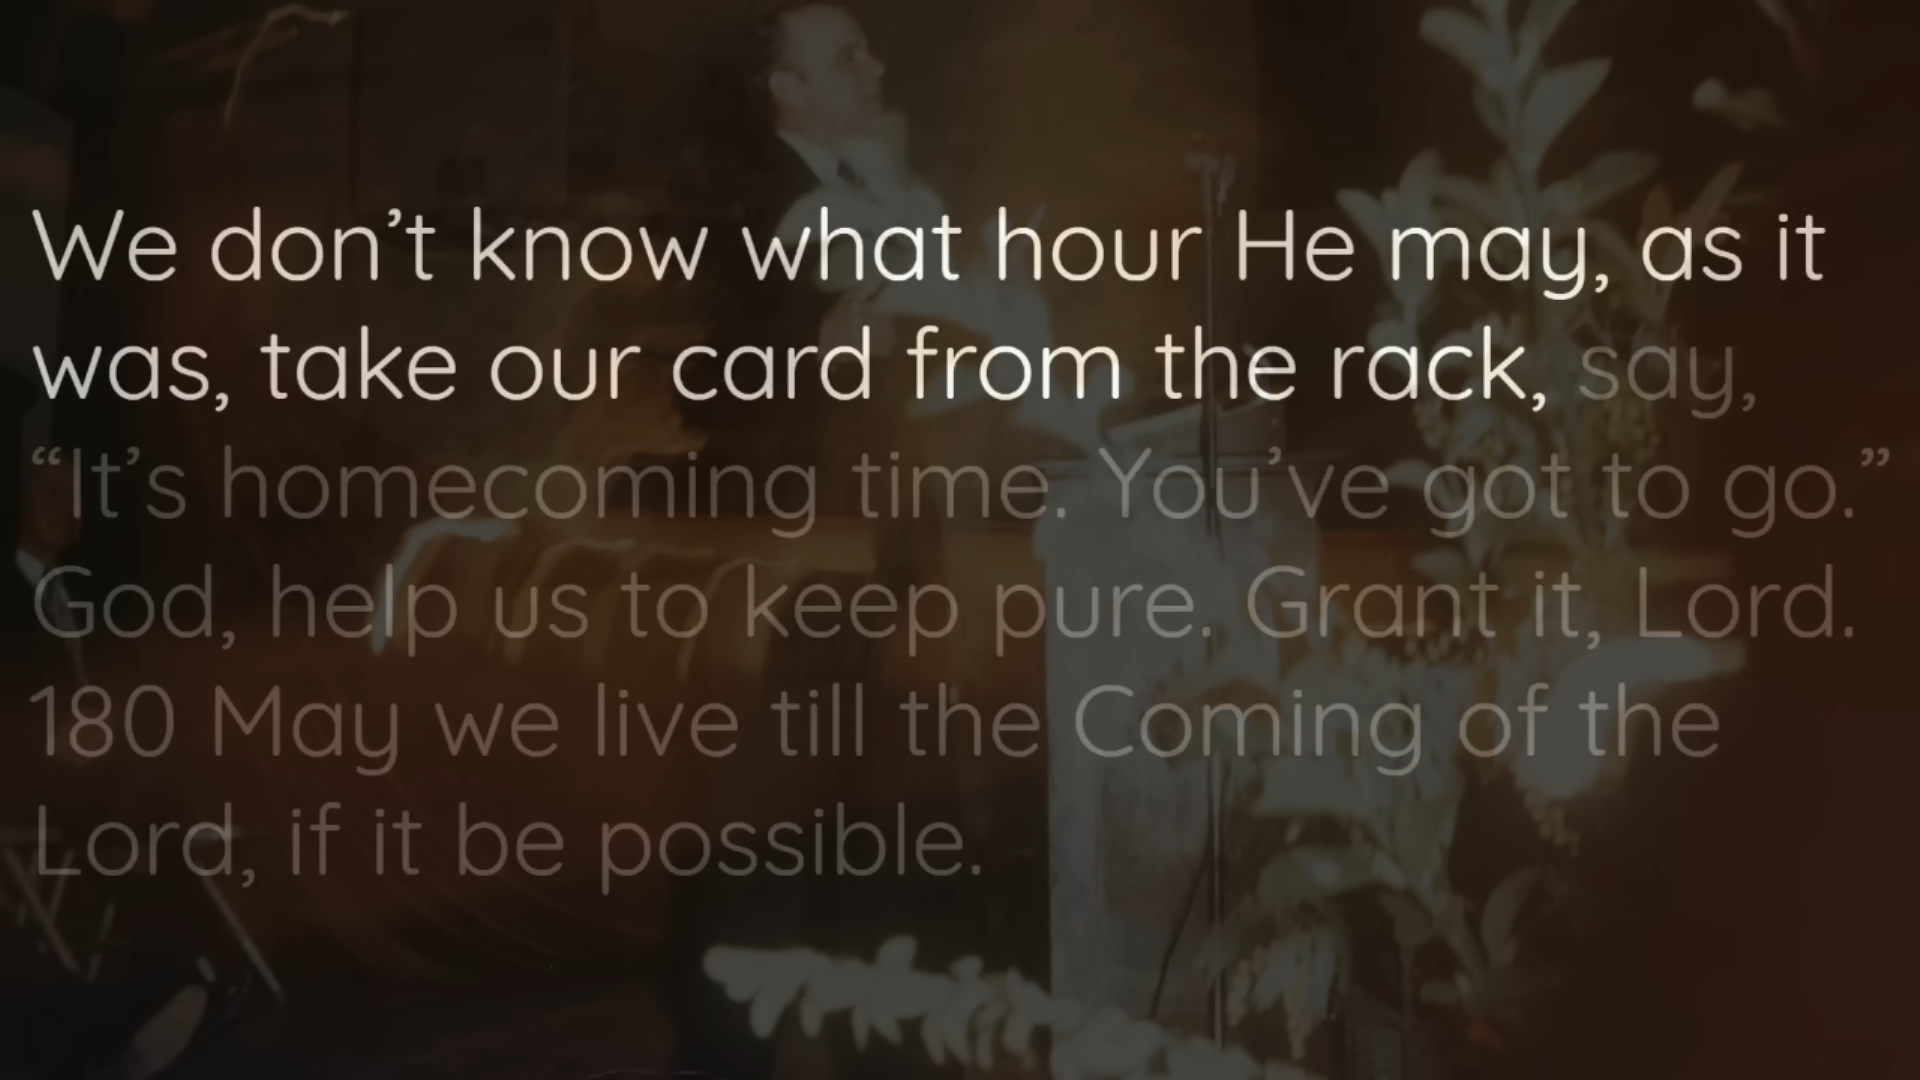 We don’t know what hour He may, as it
was, take our card from the rack, say,
“It’s homecoming time. You’ve got to go.”
God, help us to keep pure. Grant it, Lord.
180 May we live till the Coming of the
Lord, if it be possible.